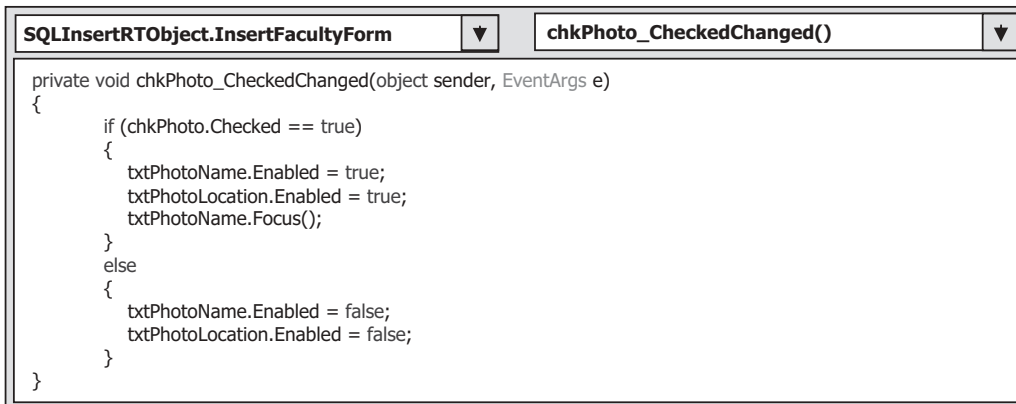 SQLInsertRTObject.InsertFacultyForm
chkPhoto_CheckedChanged()
private void chkPhoto_CheckedChanged(object sender, EventArgs e)
{
if (chkPhoto.Checked == true)
{
txtPhotoName.Enabled = true;
txtPhotoLocation.Enabled = true;
txtPhotoName.Focus();
}
else
{
txtPhotoName.Enabled = false;
txtPhotoLocation.Enabled = false;
}
}